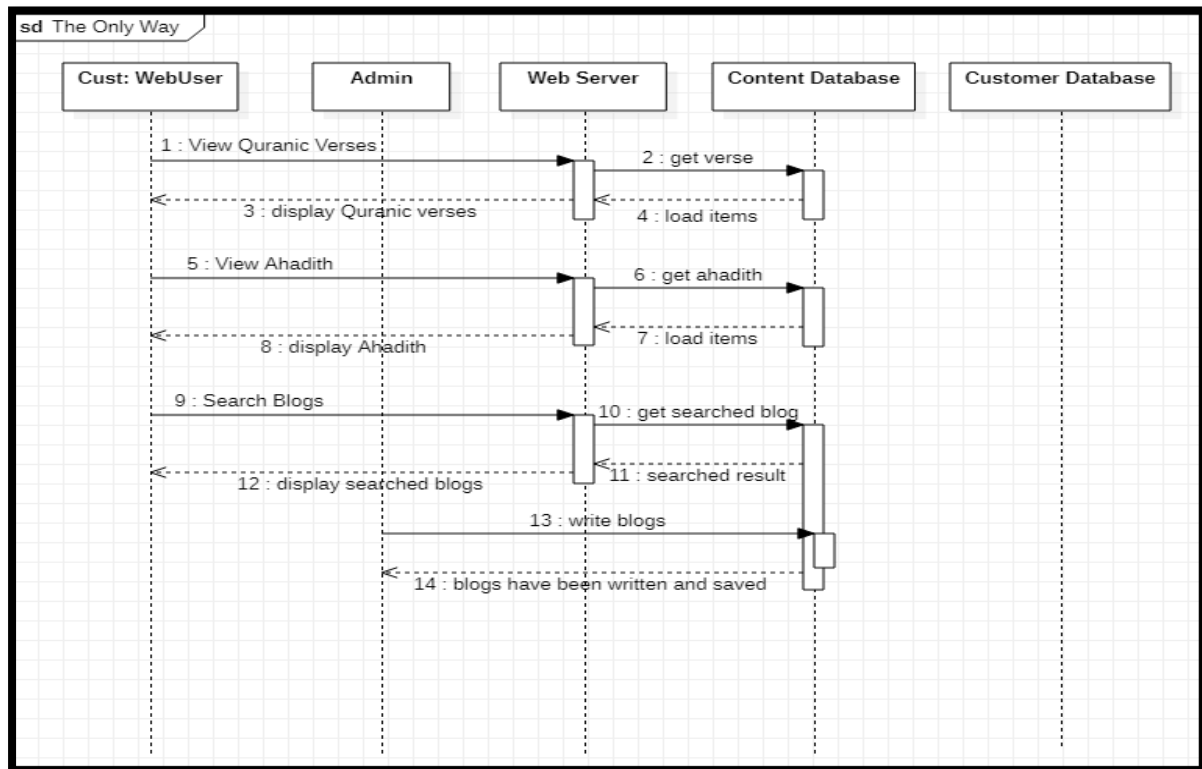 sd The Only Way
Cust: WebUser
Admin
Web Server
Content Database
Customer Database
1 : View Quranic Verses
2 : get verse
3 : display Quranic verses
4 : load items
5 : View Ahadith
6 : get ahadith
7 : load items
8 : display Ahadith
9 : Search Blogs
10 : get searched blog
11 : searched result
12 : display searched blogs
13 : write blogs
14 : blogs have been written and saved